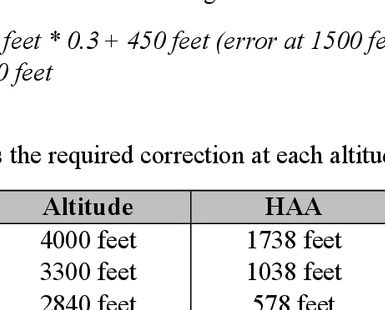 feet * 0.3 + 450 feet (error at 1500 fe
0 feet
s the required correction at each altitu
Altitude HAA
4000 feet 1738 feet
3300 feet 1038 feet
2840 feet 578 feet